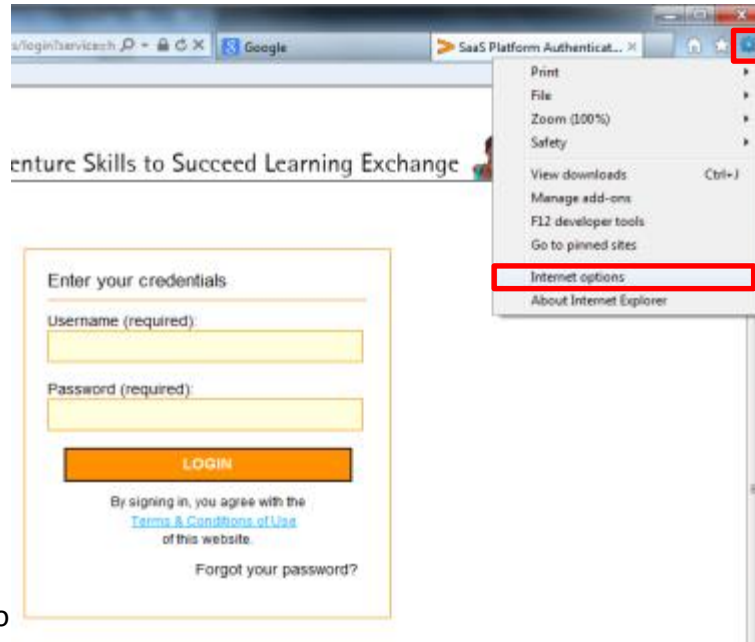 s/login?service=h
Google
SaaS Platform Authenticat...
Print
File
Zoom (100%)
Safety
enture Skills to Succeed Learning Exchange
View downloads Ctrl+J
Manage add-ons
F12 developer tools
Go to pinned sites
Internet options
About Internet Explorer
Enter your credentials
Username (required):
Password (required):
LOGIN
By signing in, you agree with the
Terms & Conditions of Use
of this website.
Forgot your password?
o